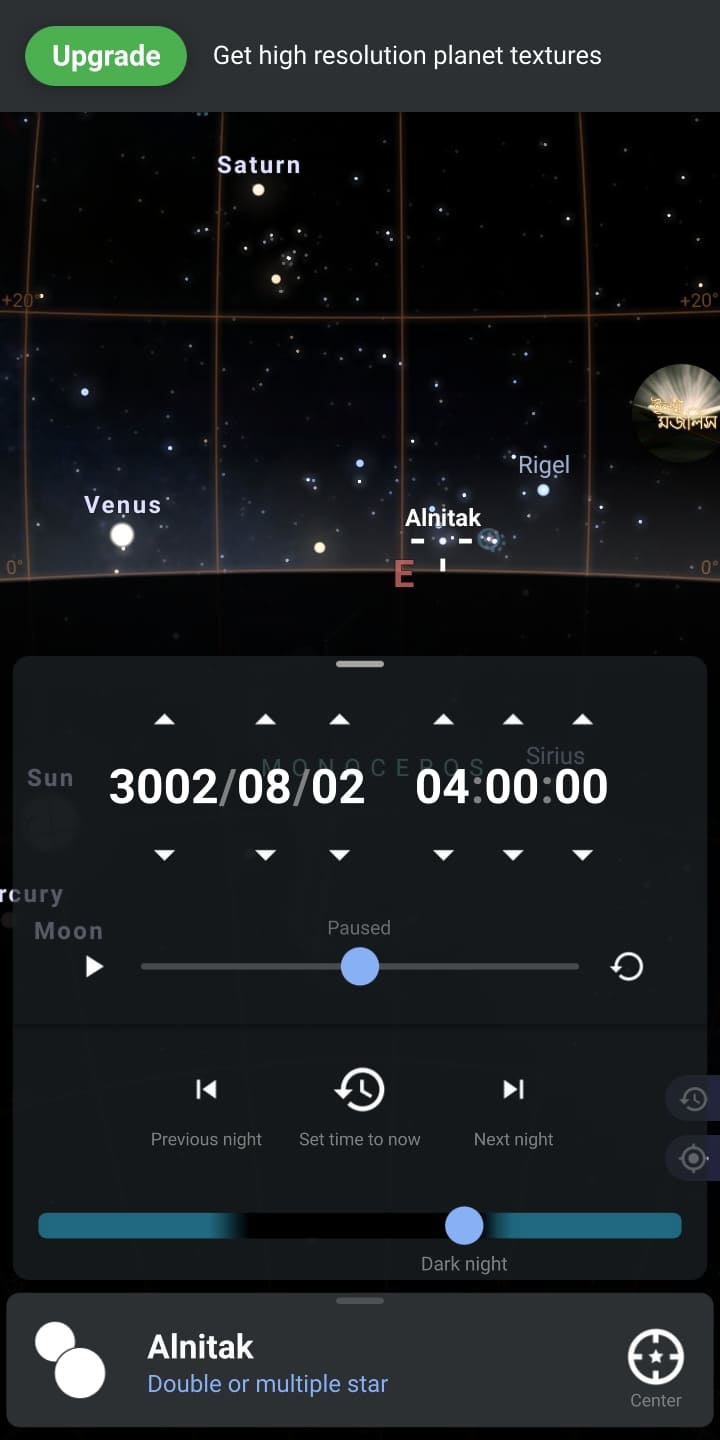 Upgrade Get high resolution planet textures
Saturn
+20° +20°
মজলিস
Rigel
Venus
Alnitak
0° 0°
E
MONOCEROS Sirius
Sun 3002/08/02 04:00:00
rcury
Paused
Moon
Previous night Set time to now Next night
Dark night
Alnitak
Double or multiple star
Center